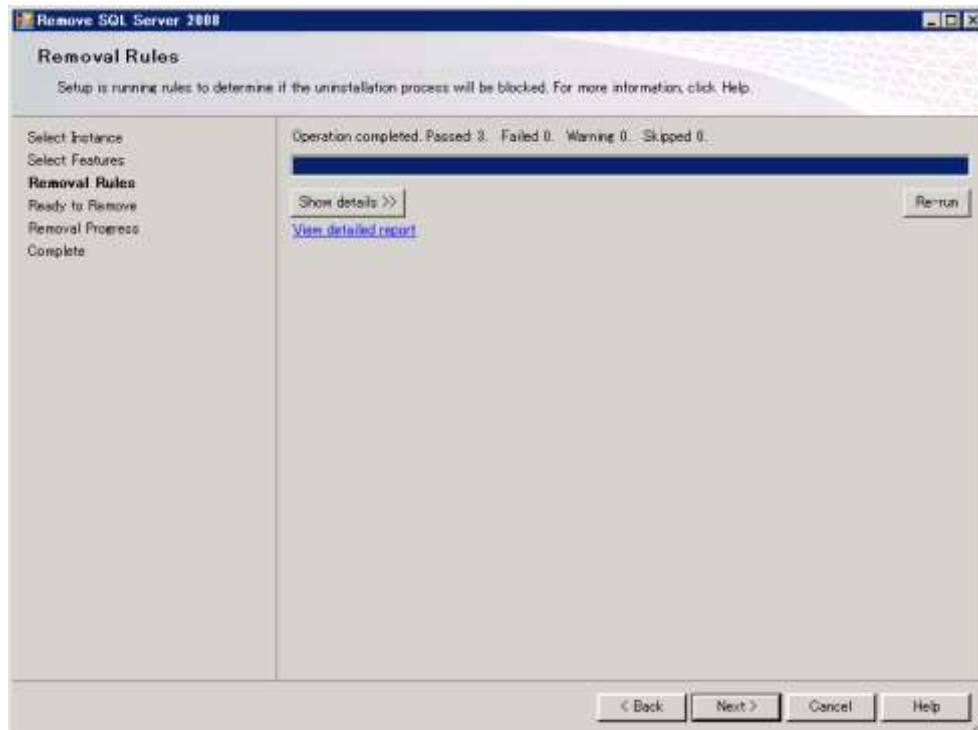 Remove SQL Server 2008
Removal Rules
Setup is running rules to determine if the uninstallation process will be blocked. For more information, click Help.
Select Instance
Select Features
Removal Rules
Ready to Remove
Removal Progress
Complete
Operation completed. Passed: 3. Failed 0. Warning 0. Skipped 0.
Show details >>
Re-run
View detailed report
< Back
Next >
Cancel
Help